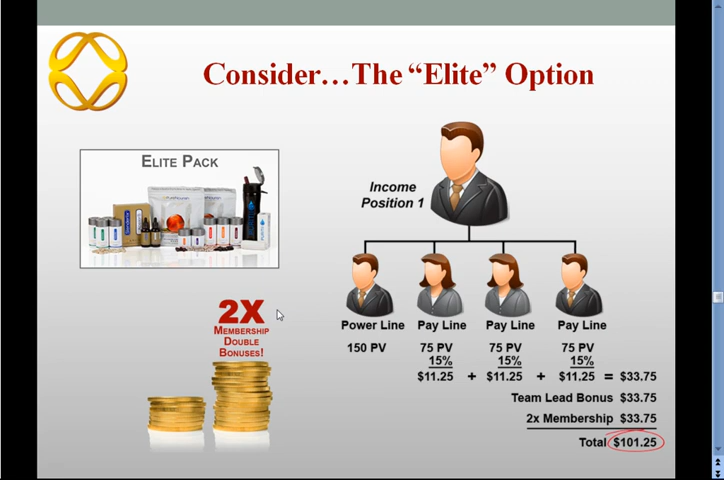 Consider…The “Elite” Option
ELITE PACK
Income
Position 1
2X
MEMBERSHIP
DOUBLE
BONUSES!
Power Line Pay Line Pay Line Pay Line
150 PV 75 PV 75 PV 75 PV
15% 15% 15%
$11.25 + $11.25 + $11.25 = $33.75
Team Lead Bonus $33.75
2x Membership $33.75
Total $101.25